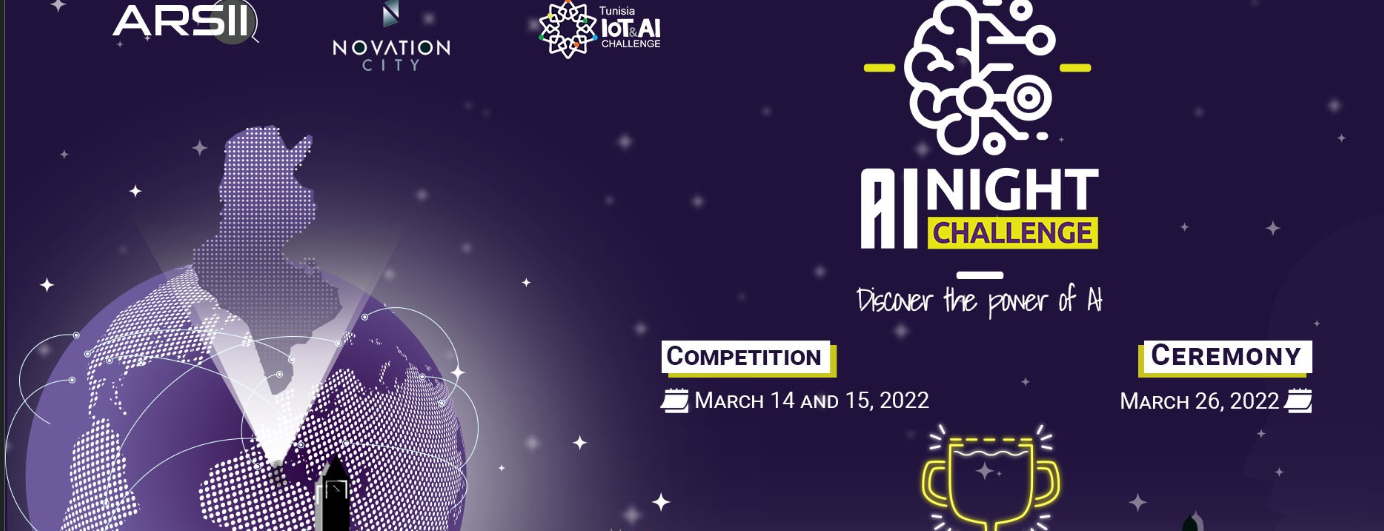 ARSII
NOVATION
CITY
Tunisia
IoT&AI
CHALLENGE
AI NIGHT
CHALLENGE
Discover the power of AI
COMPETITION
MARCH 14 AND 15, 2022
CEREMONY
MARCH 26, 2022